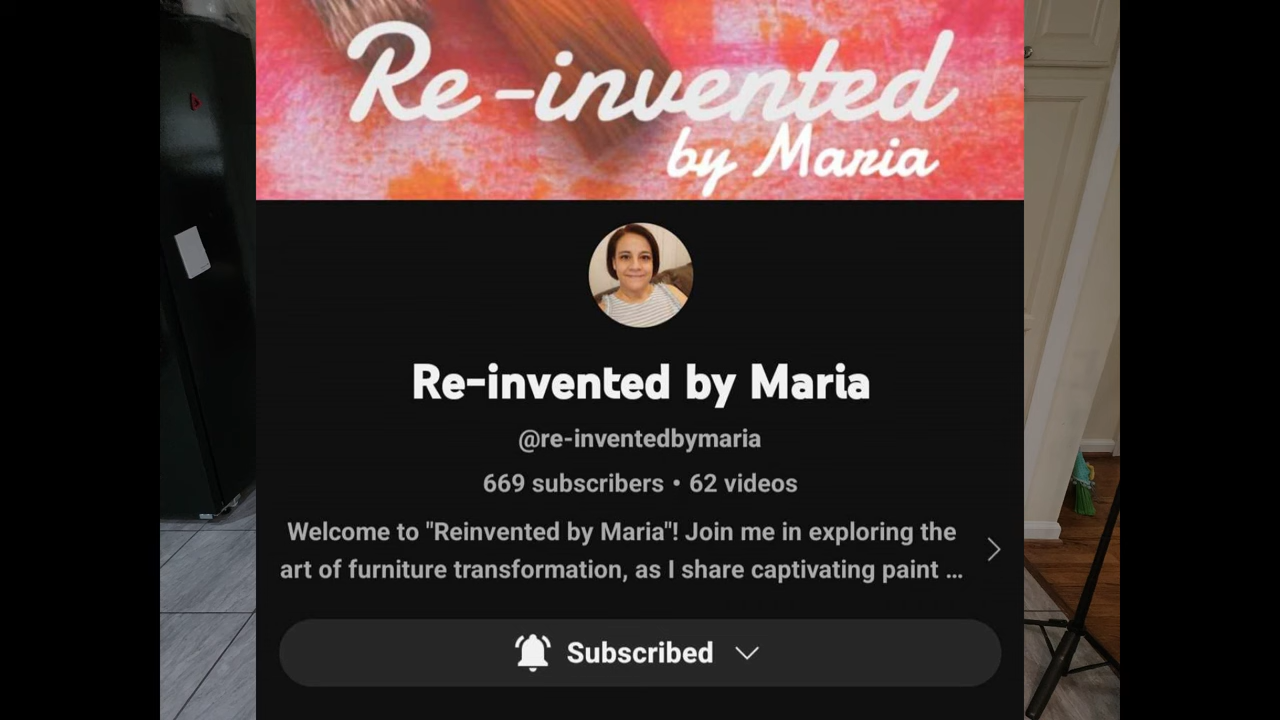 Re-invented
by Maria
Re-invented by Maria
@re-inventedbymaria
669 subscribers • 62 videos
Welcome to "Reinvented by Maria"! Join me in exploring the
art of furniture transformation, as I share captivating paint ...
Subscribed